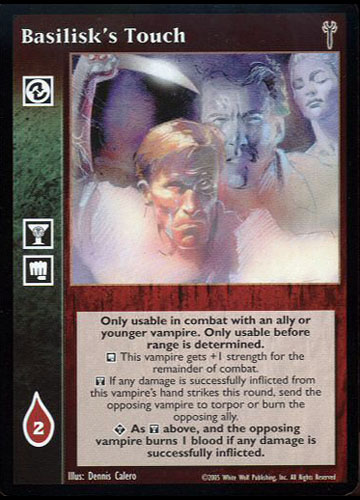 Basilisk's Touch
Only usable in combat with an ally or
younger vampire. Only usable before
range is determined.
This vampire gets +1 strength for the
remainder of combat.
If any damage is successfully inflicted from
this vampire's hand strikes this round, send the
opposing vampire to torpor or burn the
opposing ally.
As above, and the opposing
vampire burns 1 blood if any damage is
successfully inflicted.
2
Illus: Dennis Calero
©2005 White Wolf Publishing, Inc. All Rights Reserved